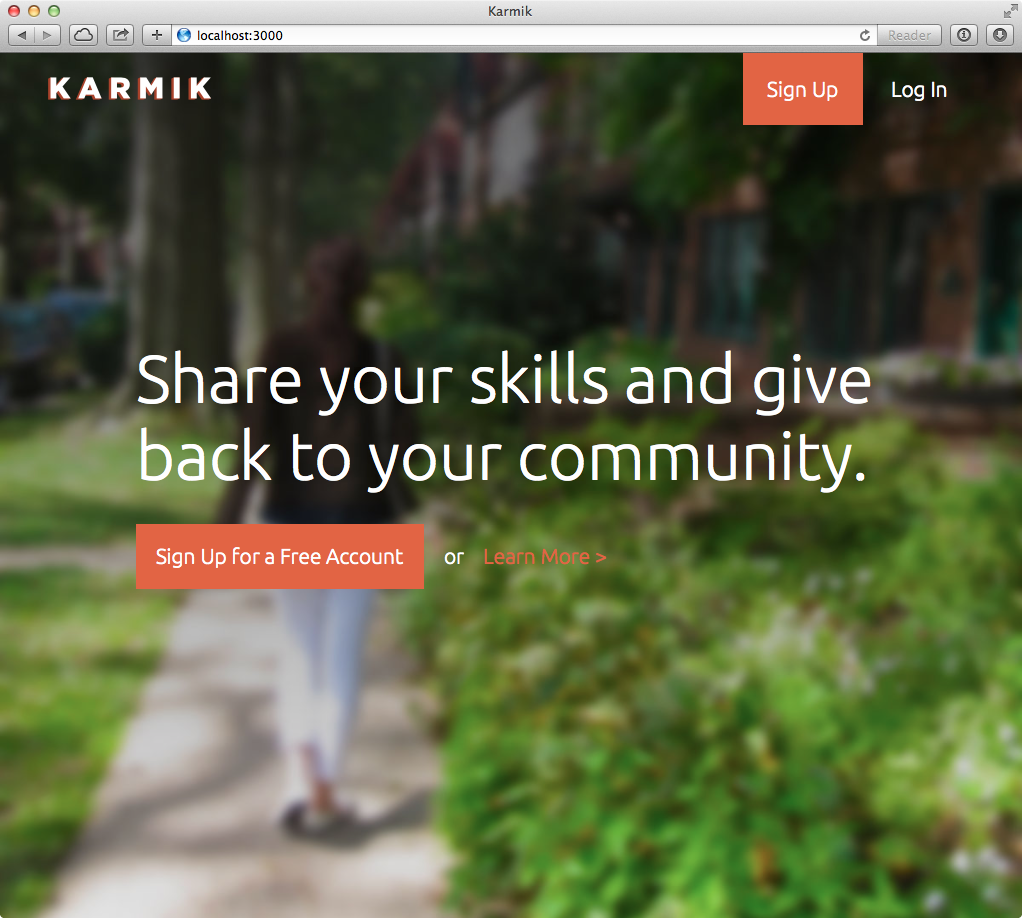 Karmik
localhost:3000
Reader
KARMIK
Sign Up
Log In
Share your skills and give
back to your community.
Sign Up for a Free Account or Learn More >